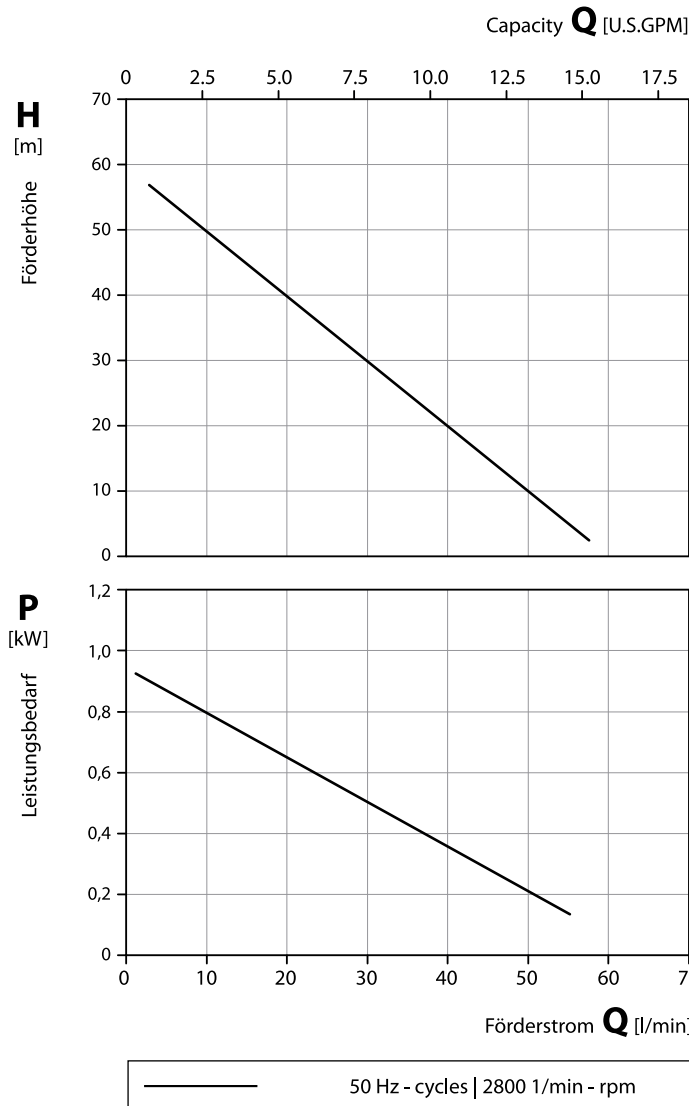 Capacity Q [U.S.GPM]
0 2.5 5.0 7.5 10.0 12.5 15.0 17.5
H
[m]
Förderhöhe
70
60
50
40
30
20
10
0
P
[kW]
Leistungsbedarf
1,2
1,0
0,8
0,6
0,4
0,2
0
0 10 20 30 40 50 60 7
Förderstrom Q [l/min]
50 Hz - cycles | 2800 1/min - rpm